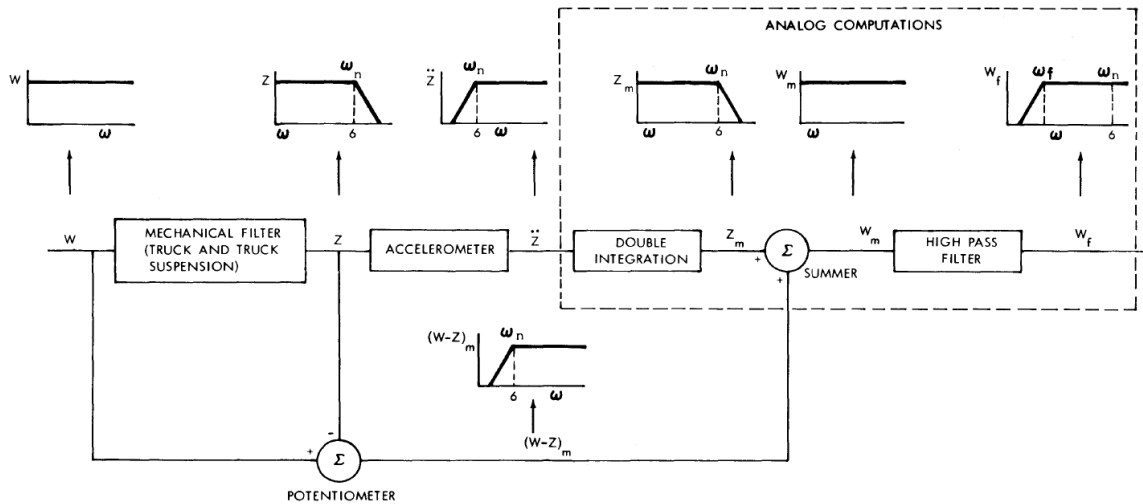 ANALOG COMPUTATIONS
W
ω
Z
ωn
6
ω
Z̈
ωn
6
ω
Zm
ωn
6
ω
Wm
ω
Wf
ωf
ωn
6
ω
W
MECHANICAL FILTER
(TRUCK AND TRUCK
SUSPENSION)
Z
ACCELEROMETER
Z̈
DOUBLE
INTEGRATION
Zm
+
Σ
+
SUMMER
Wm
HIGH PASS
FILTER
Wf
(W-Z)m
ωn
6
ω
(W-Z)m
-
+
Σ
POTENTIOMETER